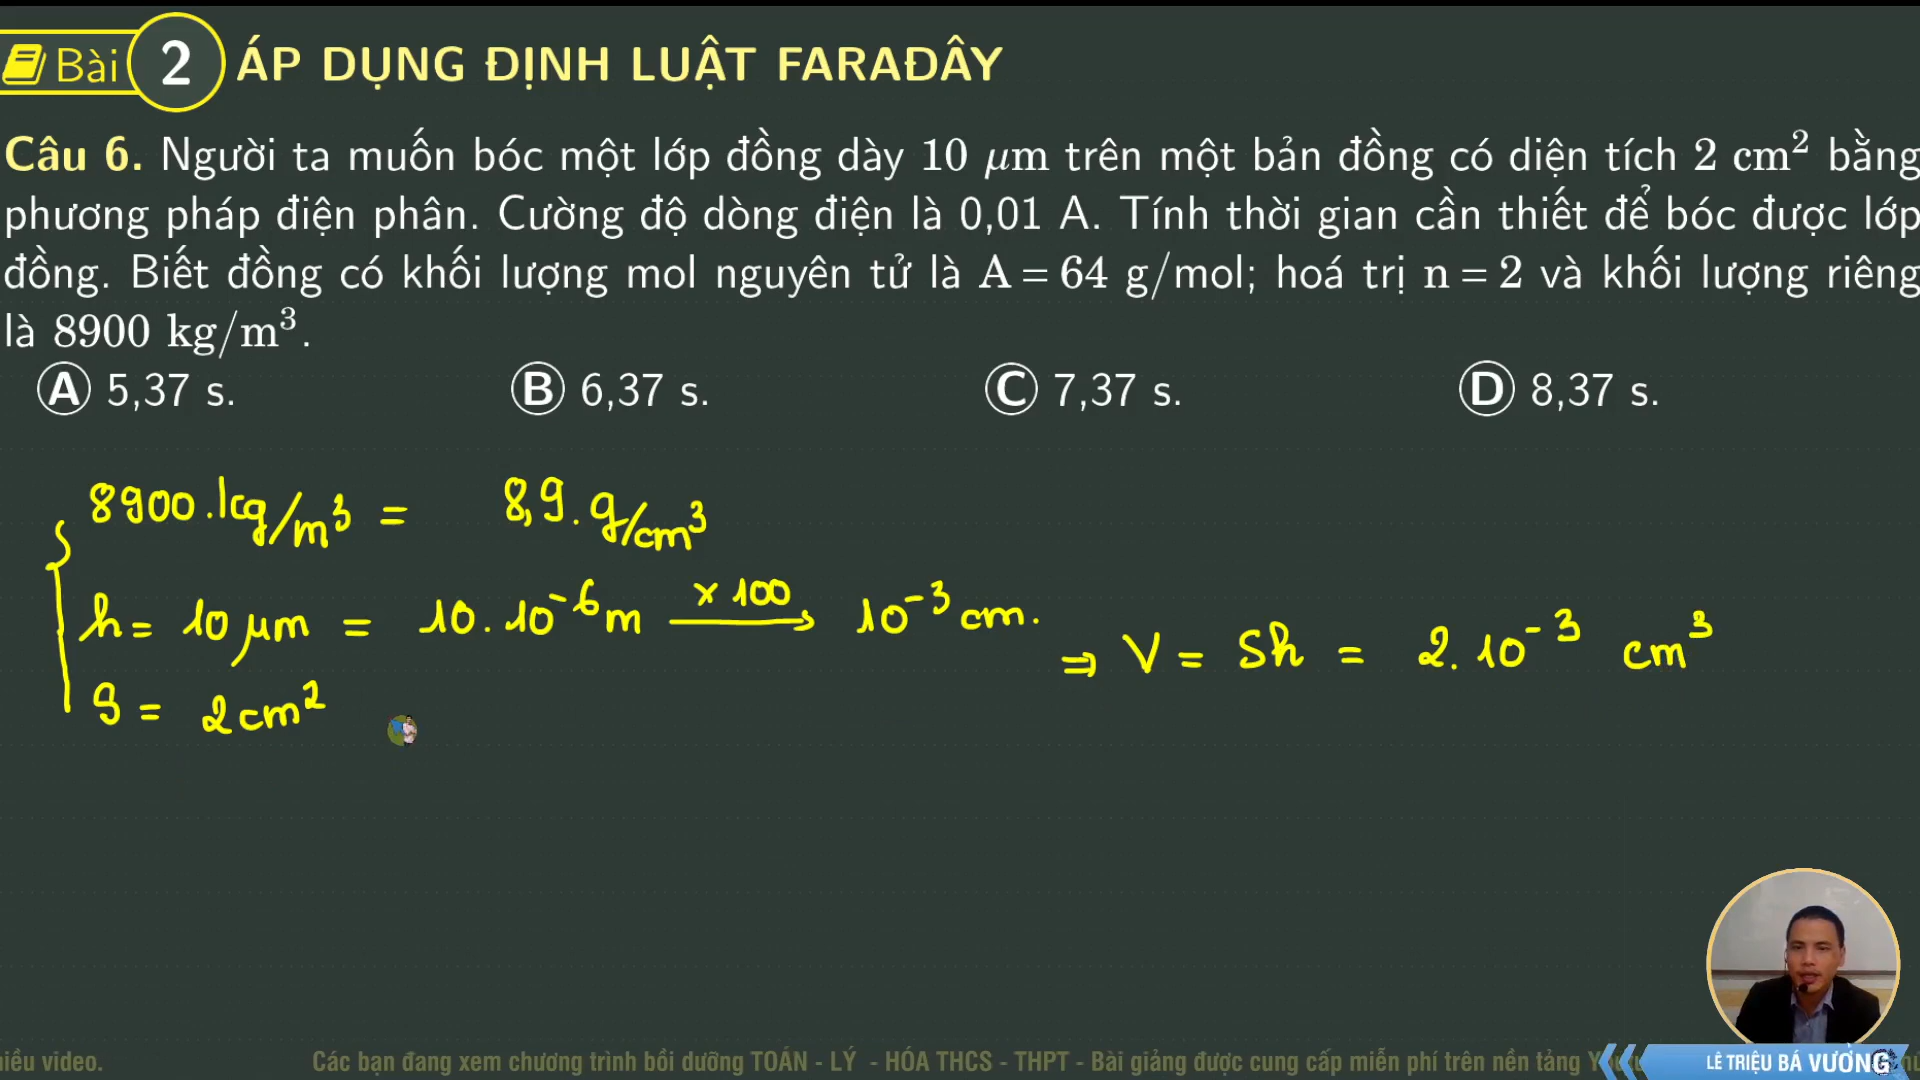 Bài 2 ÁP DỤNG ĐỊNH LUẬT FARAĐÂY
Câu 6. Người ta muốn bóc một lớp đồng dày 10 μm trên một bản đồng có diện tích 2 cm² bằng
phương pháp điện phân. Cường độ dòng điện là 0,01 A. Tính thời gian cần thiết để bóc được lớp
đồng. Biết đồng có khối lượng mol nguyên tử là A = 64 g/mol; hoá trị n = 2 và khối lượng riêng
là 8900 kg/m³.
A 5,37 s. B 6,37 s. C 7,37 s. D 8,37 s.
8900.kg/m³ = 8,9.g/cm³
h = 10 μm = 10.10⁻⁶m ⟶ x 100 10⁻³cm.
⇒ V = Sh = 2.10⁻³ cm³
S = 2cm²
hiều video. Các bạn đang xem chương trình bồi dưỡng TOÁN - LÝ - HÓA THCS - THPT - Bài giảng được cung cấp miễn phí trên nền tảng
LÊ TRIỆU BÁ VƯƠNG